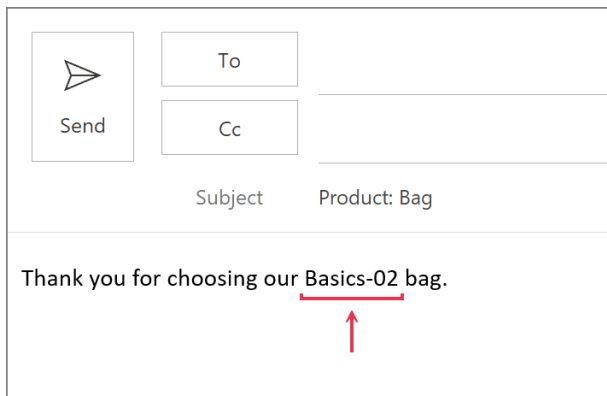 To
Send
Cc
Subject Product: Bag
Thank you for choosing our Basics-02 bag.